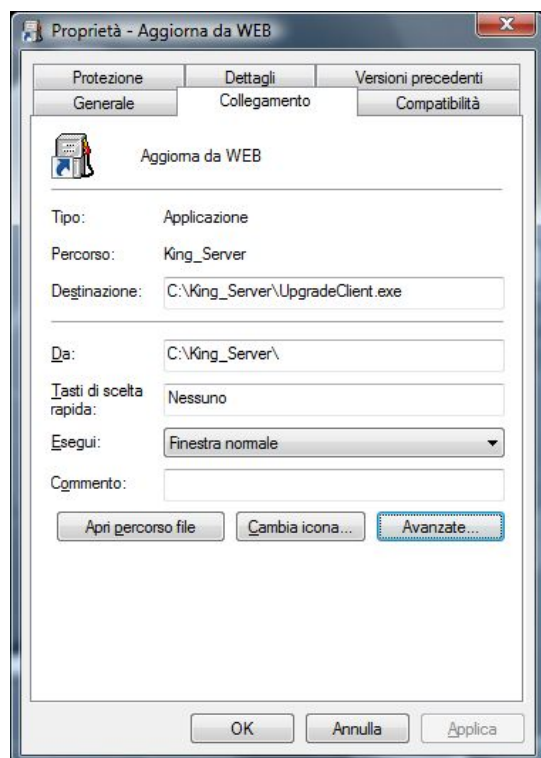 Proprietà - Aggiorna da WEB
Protezione
Dettagli
Versioni precedenti
Generale
Collegamento
Compatibilità
Aggiorna da WEB
Tipo:
Applicazione
Percorso:
King_Server
Destinazione:
C:\King_Server\UpgradeClient.exe
Da:
C:\King_Server\
Tasti di scelta
rapida:
Nessuno
Esegui:
Finestra normale
Commento:
Apri percorso file
Cambia icona...
Avanzate...
OK
Annulla
Applica